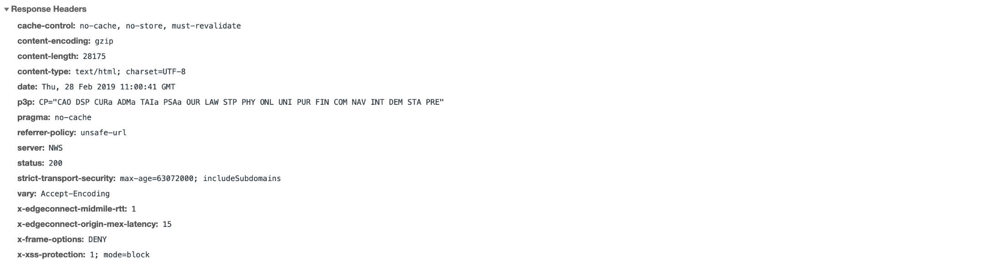 Response Headers
cache-control: no-cache, no-store, must-revalidate
content-encoding: gzip
content-length: 28175
content-type: text/html; charset=UTF-8
date: Thu, 28 Feb 2019 11:00:41 GMT
p3p: CP="CAO DSP CURa ADMa TAIa PSAa OUR LAW STP PHY ONL UNI PUR FIN COM NAV INT DEM STA PRE"
pragma: no-cache
referrer-policy: unsafe-url
server: NWS
status: 200
strict-transport-security: max-age=63072000; includeSubdomains
vary: Accept-Encoding
x-edgeconnect-midmile-rtt: 1
x-edgeconnect-origin-mex-latency: 15
x-frame-options: DENY
x-xss-protection: 1; mode=block